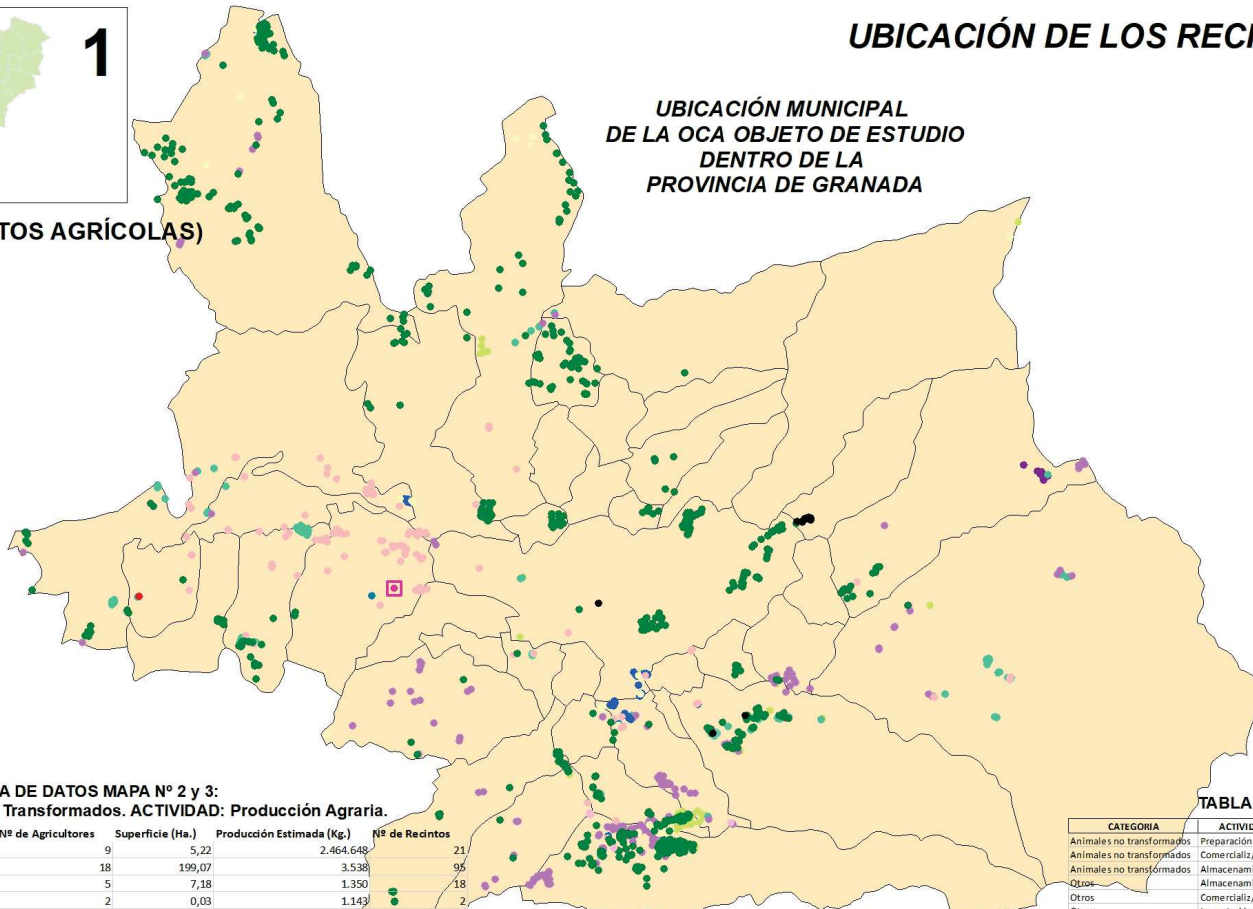 1
UBICACIÓN DE LOS RECI
UBICACIÓN MUNICIPAL
DE LA OCA OBJETO DE ESTUDIO
DENTRO DE LA
PROVINCIA DE GRANADA
TOS AGRÍCOLAS)
A DE DATOS MAPA Nº 2 y 3:
Transformados. ACTIVIDAD: Producción Agraria.
Nº de Agricultores Superficie (Ha.) Producción Estimada (Kg.) Nº de Recintos
9 5,22 2.464.648 21
18 199,07 3.538 95
5 7,18 1.350 18
2 0,03 1.143 2
TABLA
CATEGORIA ACTIVID
Animales no transformados Preparación
Animales no transformados Comercializ
Animales no transformados Almacenami
Otros Almacenami
Otros Comercializ